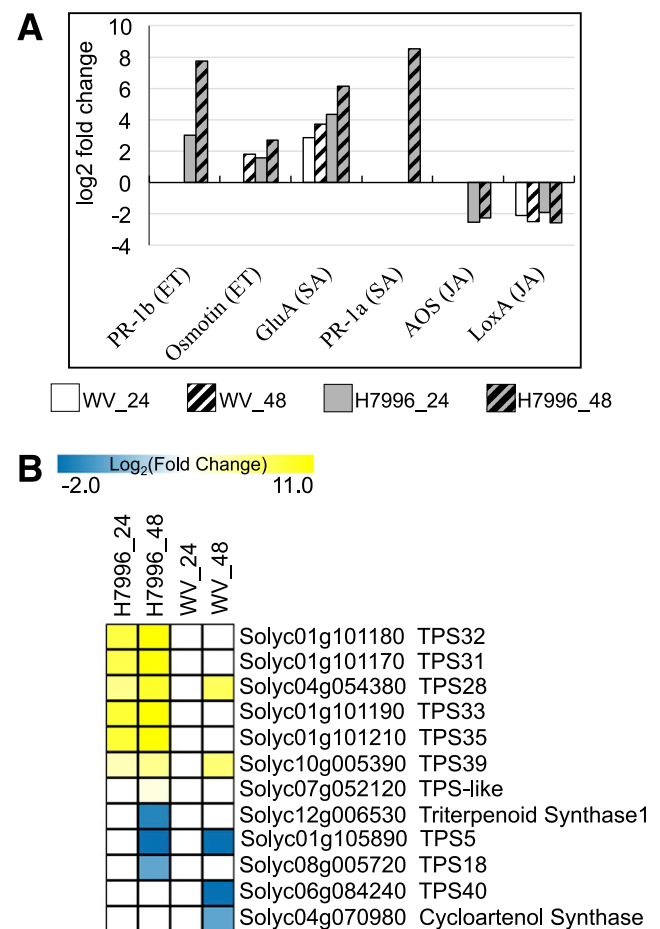 A
log2 fold change
10
8
6
4
2
0
-2
-4
PR-1b (ET)
Osmotin (ET)
GluA (SA)
PR-1a (SA)
AOS (JA)
LoxA (JA)
WV_24 WV_48 H7996_24 H7996_48
B
Log2(Fold Change)
-2.0 11.0
H7996_24
H7996_48
WV_24
WV_48
Solyc01g101180 TPS32
Solyc01g101170 TPS31
Solyc04g054380 TPS28
Solyc01g101190 TPS33
Solyc01g101210 TPS35
Solyc10g005390 TPS39
Solyc07g052120 TPS-like
Solyc12g006530 Triterpenoid Synthase1
Solyc01g105890 TPS5
Solyc08g005720 TPS18
Solyc06g084240 TPS40
Solyc04g070980 Cycloartenol Synthase